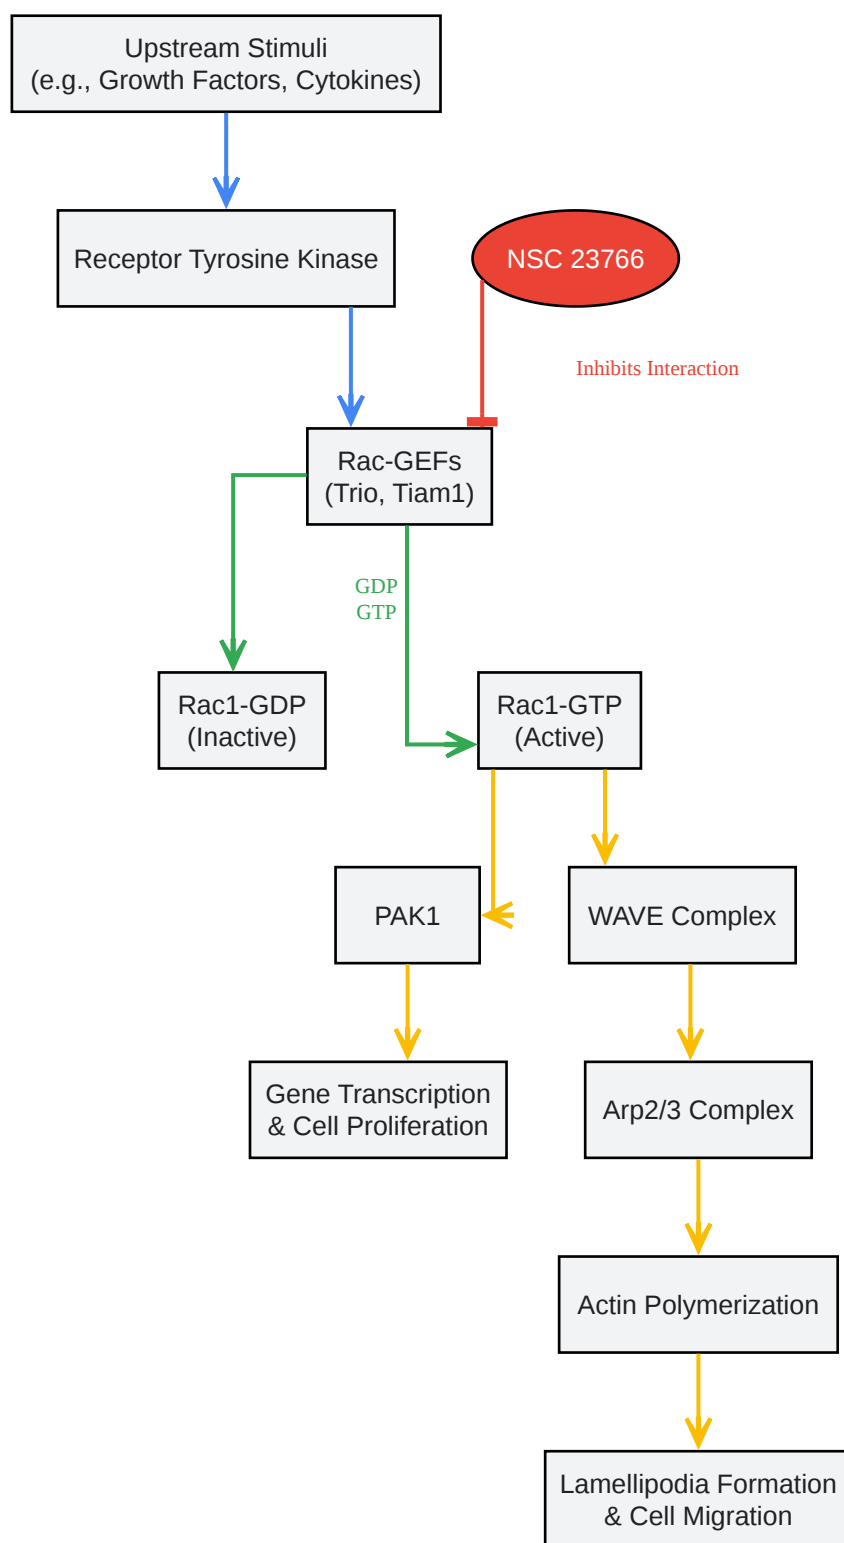 Upstream Stimuli
(e.g., Growth Factors, Cytokines)
Receptor Tyrosine Kinase
NSC 23766
Inhibits Interaction
Rac-GEFs
(Trio, Tiam1)
GDP
GTP
Rac1-GDP
(Inactive)
Rac1-GTP
(Active)
PAK1
WAVE Complex
Gene Transcription
& Cell Proliferation
Arp2/3 Complex
Actin Polymerization
Lamellipodia Formation
& Cell Migration